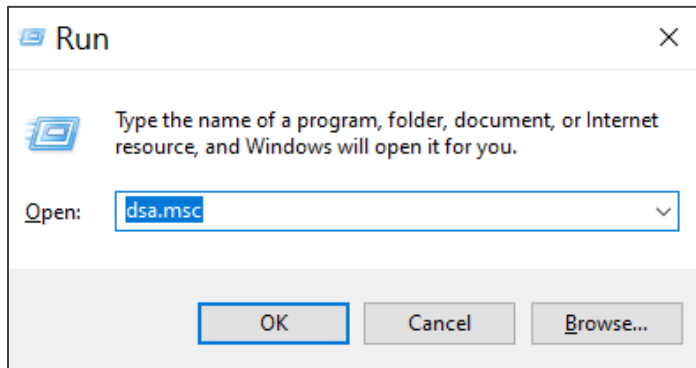 Run
Type the name of a program, folder, document, or Internet
resource, and Windows will open it for you.
Open: dsa.msc
OK Cancel Browse...